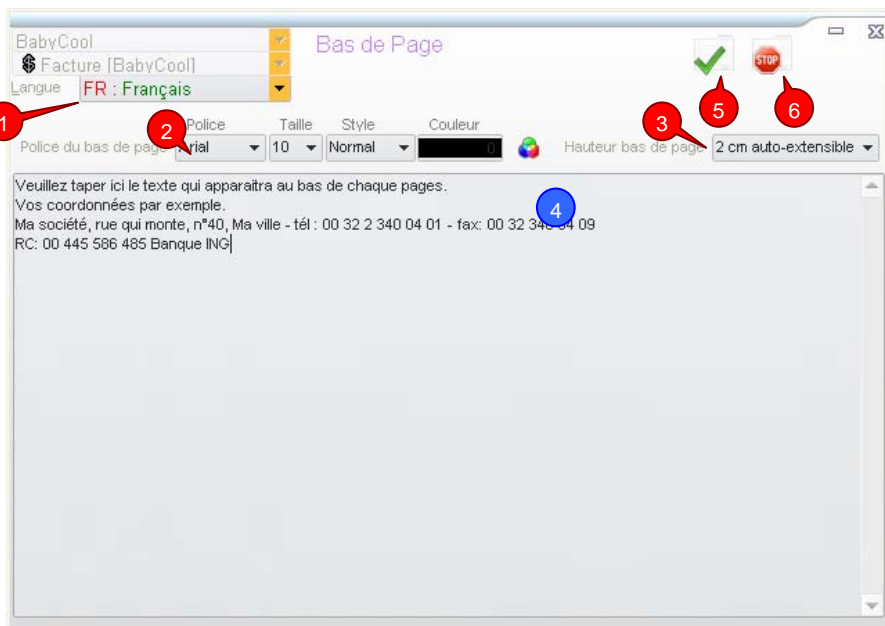 BabyCool
Bas de Page
$ Facture [BabyCool]
Langue FR : Français
STOP
1
2
3
4
5
6
Police Taille Style Couleur
Police du bas de page Arial 10 Normal 0 Hauteur bas de page 2 cm auto-extensible
Veuillez taper ici le texte qui apparaitra au bas de chaque pages.
Vos coordonnées par exemple.
Ma société, rue qui monte, n°40, Ma ville - tél : 00 32 2 340 04 01 - fax: 00 32 340 04 09
RC: 00 445 586 485 Banque ING